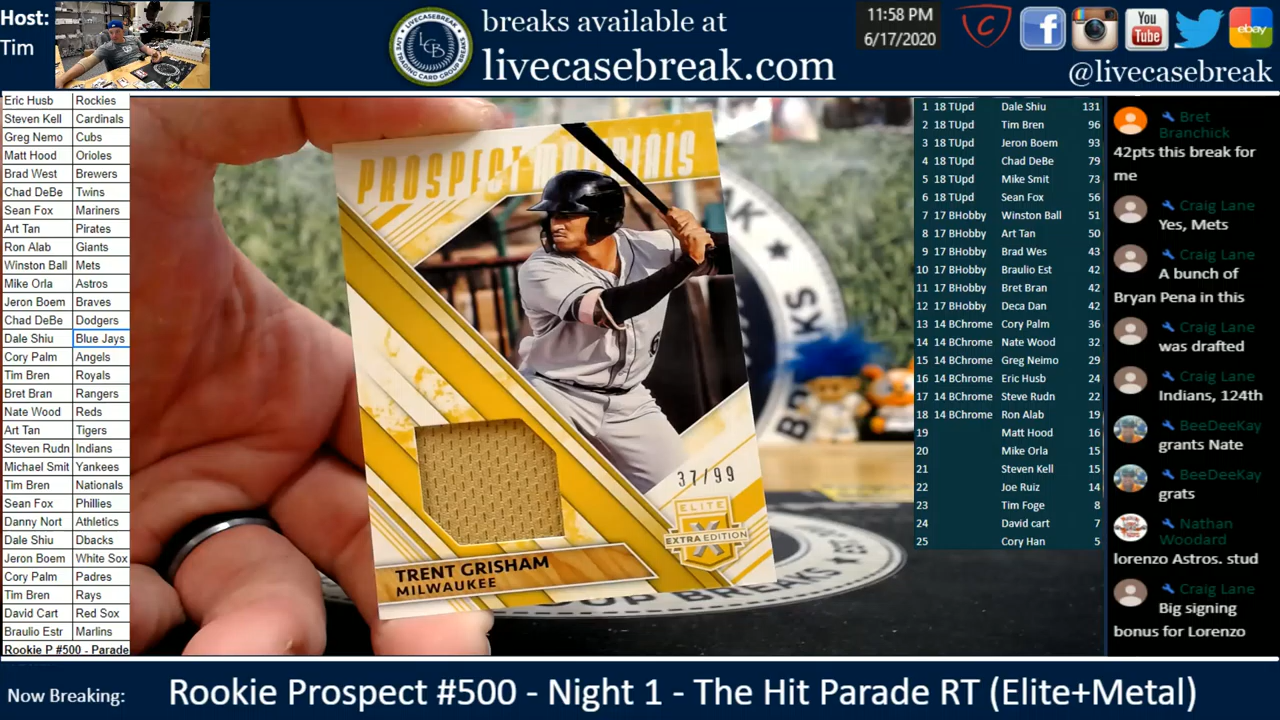 Host:
Tim
LIVECASEBREAK
LCB
LIVE TRADING CARD GROUP BREAKS
breaks available at
livecasebreak.com
11:58 PM
6/17/2020
You
Tube
ebay
@livecasebreak
Eric Husb Rockies
Steven Kell Cardinals
Greg Nemo Cubs
Matt Hood Orioles
Brad West Brewers
Chad DeBe Twins
Sean Fox Mariners
Art Tan Pirates
Ron Alab Giants
Winston Ball Mets
Mike Orla Astros
Jeron Boem Braves
Chad DeBe Dodgers
Dale Shiu Blue Jays
Cory Palm Angels
Tim Bren Royals
Bret Bran Rangers
Nate Wood Reds
Art Tan Tigers
Steven Rudn Indians
Michael Smit Yankees
Tim Bren Nationals
Sean Fox Phillies
Danny Nort Athletics
Dale Shiu Dbacks
Jeron Boem White Sox
Cory Palm Padres
Tim Bren Rays
David Cart Red Sox
Braulio Estr Marlins
Rookie P #500 - Parade
PROSPECT MATERIALS
37/99
ELITE
EXTRA EDITION
TRENT GRISHAM
MILWAUKEE
1 18 TUpd Dale Shiu 131
2 18 TUpd Tim Bren 96
3 18 TUpd Jeron Boem 93
4 18 TUpd Chad DeBe 79
5 18 TUpd Mike Smit 73
6 18 TUpd Sean Fox 56
7 17 BHobby Winston Ball 51
8 17 BHobby Art Tan 50
9 17 BHobby Brad Wes 43
10 17 BHobby Braulio Est 42
11 17 BHobby Bret Bran 42
12 17 BHobby Deca Dan 42
13 14 BChrome Cory Palm 36
14 14 BChrome Nate Wood 32
15 14 BChrome Greg Neimo 29
16 14 BChrome Eric Husb 24
17 14 BChrome Steve Rudn 22
18 14 BChrome Ron Alab 19
19 Matt Hood 16
20 Mike Orla 15
21 Steven Kell 15
22 Joe Ruiz 14
23 Tim Foge 8
24 David cart 7
25 Cory Han 5
Bret
Branchick
42pts this break for
me
Craig Lane
Yes, Mets
Craig Lane
A bunch of
Bryan Pena in this
Craig Lane
was drafted
Craig Lane
Indians, 124th
BeeDeeKay
grants Nate
BeeDeeKay
grats
Nathan
Woodard
lorenzo Astros. stud
Craig Lane
Big signing
bonus for Lorenzo
Now Breaking:
Rookie Prospect #500 - Night 1 - The Hit Parade RT (Elite+Metal)